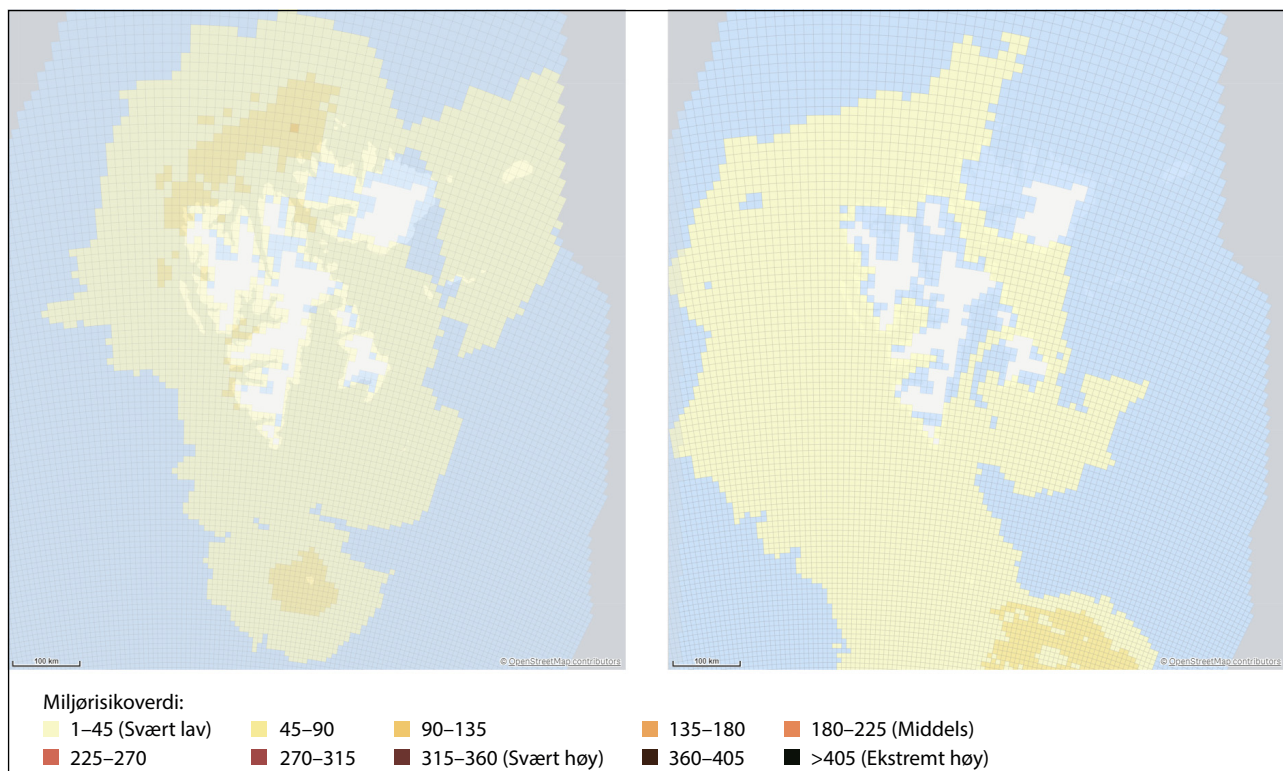 100 km
© OpenStreetMap contributors
100 km
© OpenStreetMap contributors
Miljørisikoverdi:
1–45 (Svært lav) 45–90 90–135 135–180 180–225 (Middels)
225–270 270–315 315–360 (Svært høy) 360–405 >405 (Ekstremt høy)